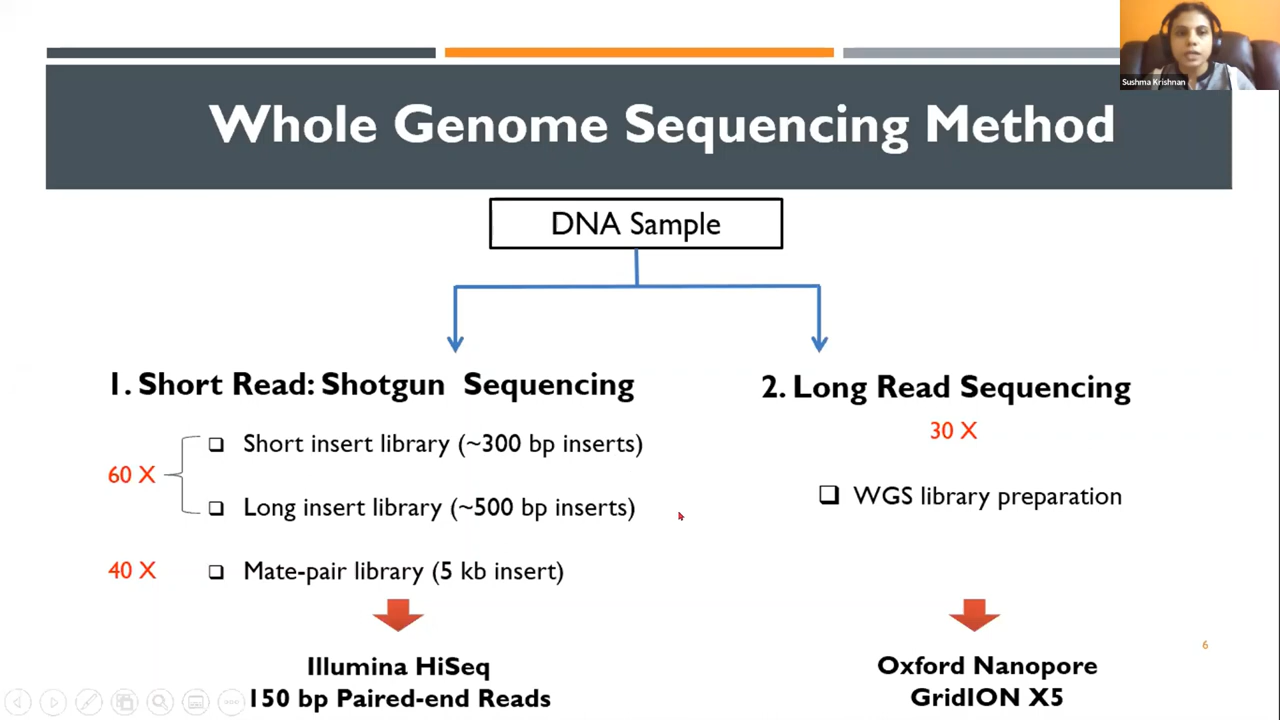 Sushma Krishnan
Whole Genome Sequencing Method
DNA Sample
1. Short Read: Shotgun Sequencing
60 X
Short insert library (~300 bp inserts)
Long insert library (~500 bp inserts)
40 X
Mate-pair library (5 kb insert)
Illumina HiSeq
150 bp Paired-end Reads
2. Long Read Sequencing
30 X
WGS library preparation
Oxford Nanopore
GridION X5
6